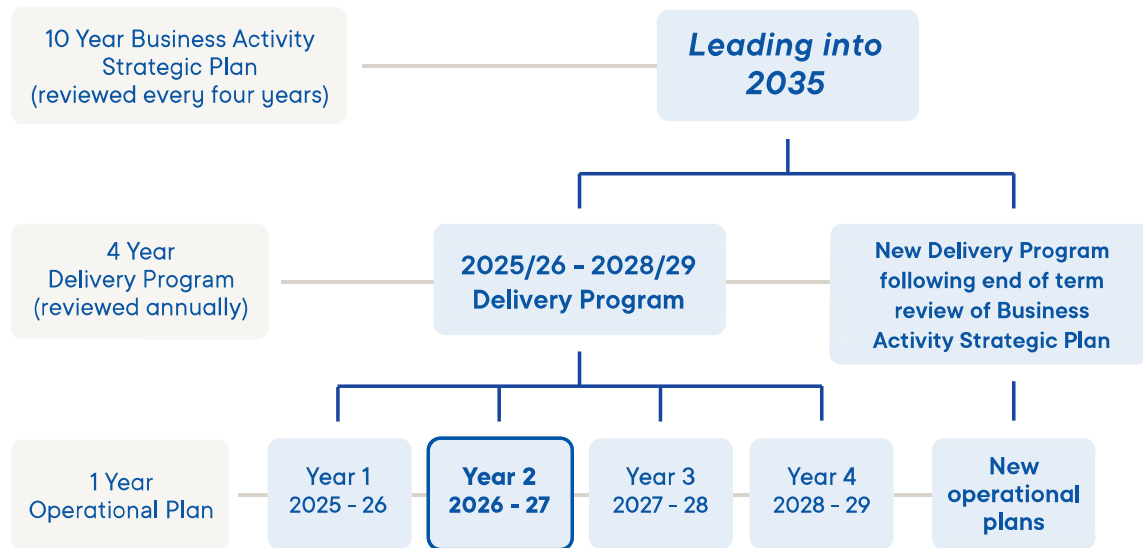 10 Year Business Activity
Strategic Plan
(reviewed every four years)
Leading into
2035
4 Year
Delivery Program
(reviewed annually)
2025/26 - 2028/29
Delivery Program
New Delivery Program
following end of term
review of Business
Activity Strategic Plan
1 Year
Operational Plan
Year 1
2025 - 26
Year 2
2026 - 27
Year 3
2027 - 28
Year 4
2028 - 29
New
operational
plans